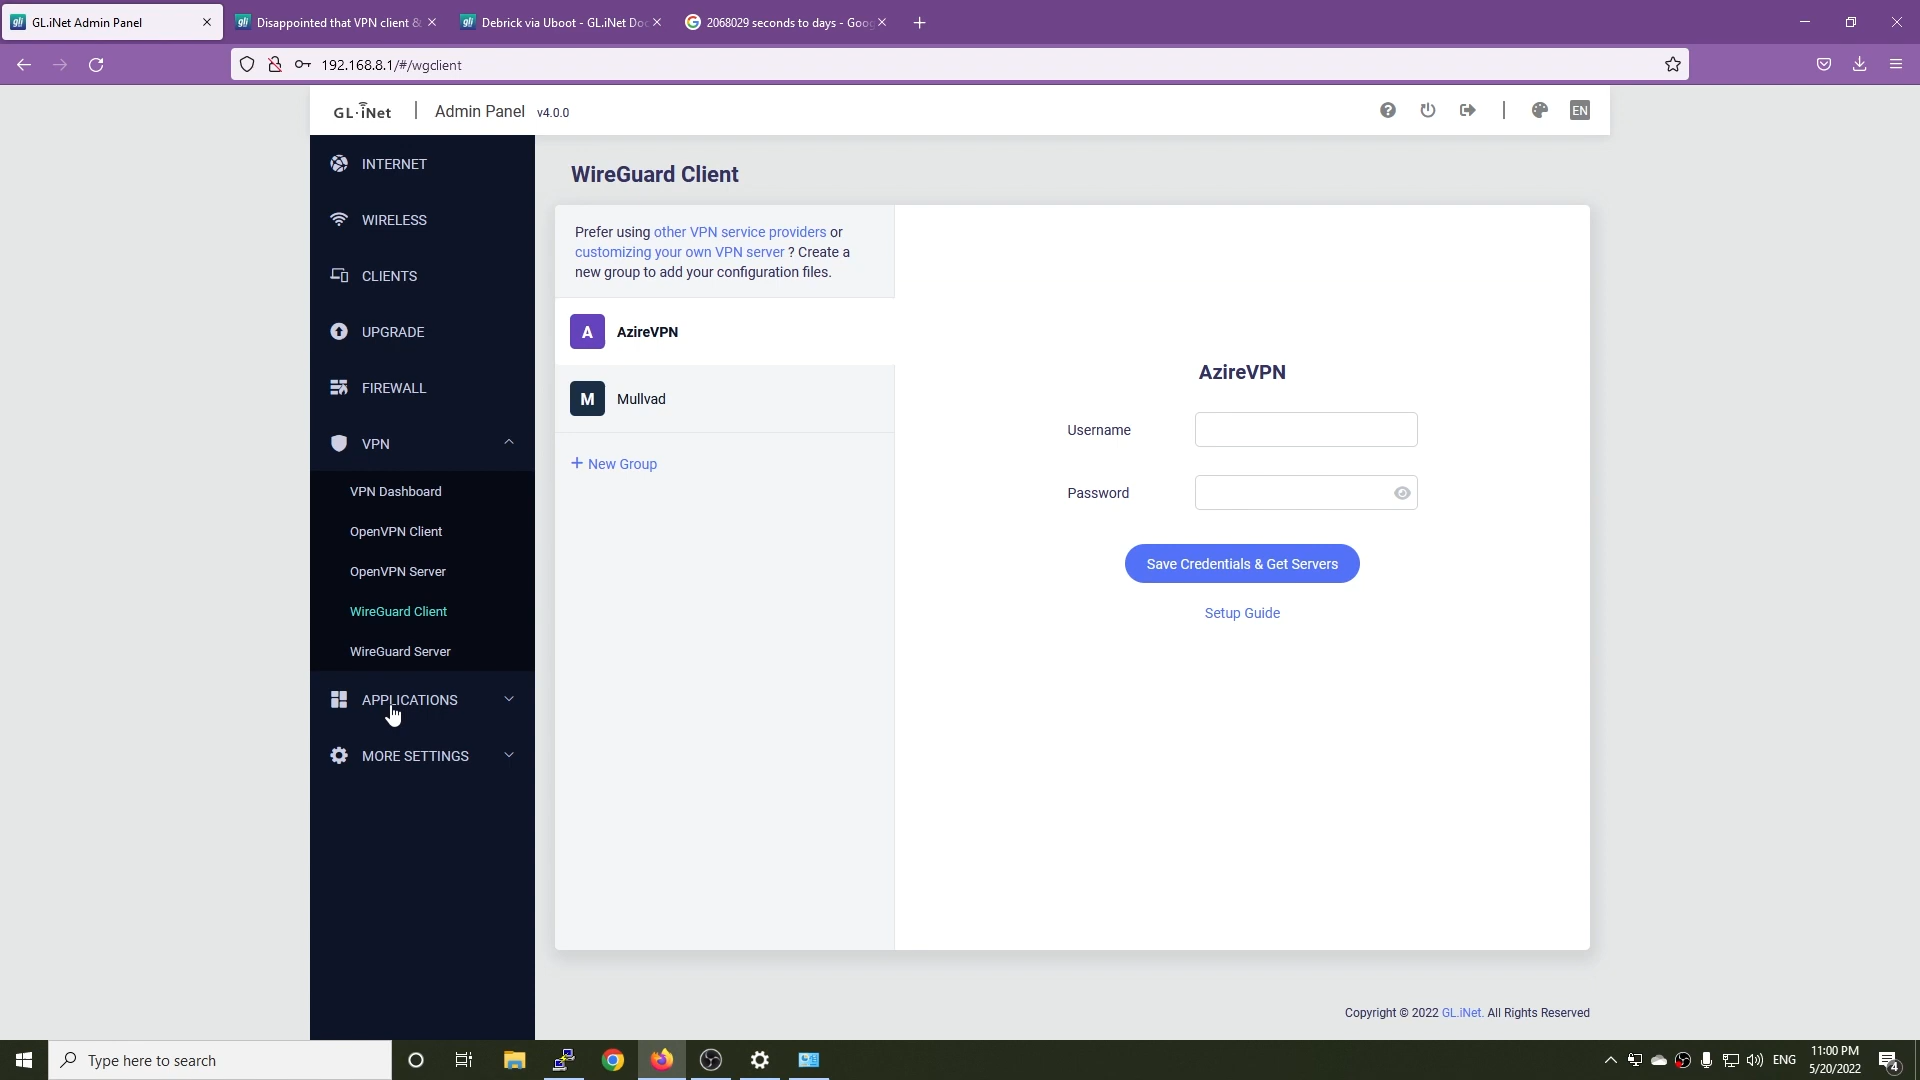 GL.iNet Admin Panel
Disappointed that VPN client &
Debrick via Uboot - GL.iNet Do
2068029 seconds to days - Goog
192.168.8.1/#/wgclient
GL·iNet | Admin Panel v4.0.0
EN
INTERNET
WIRELESS
CLIENTS
UPGRADE
FIREWALL
VPN
VPN Dashboard
OpenVPN Client
OpenVPN Server
WireGuard Client
WireGuard Server
APPLICATIONS
MORE SETTINGS
WireGuard Client
Prefer using other VPN service providers or
customizing your own VPN server ? Create a
new group to add your configuration files.
A AzireVPN
M Mullvad
+ New Group
AzireVPN
Username
Password
Save Credentials & Get Servers
Setup Guide
Copyright © 2022 GL.iNet. All Rights Reserved
Type here to search
ENG
11:00 PM
5/20/2022
4